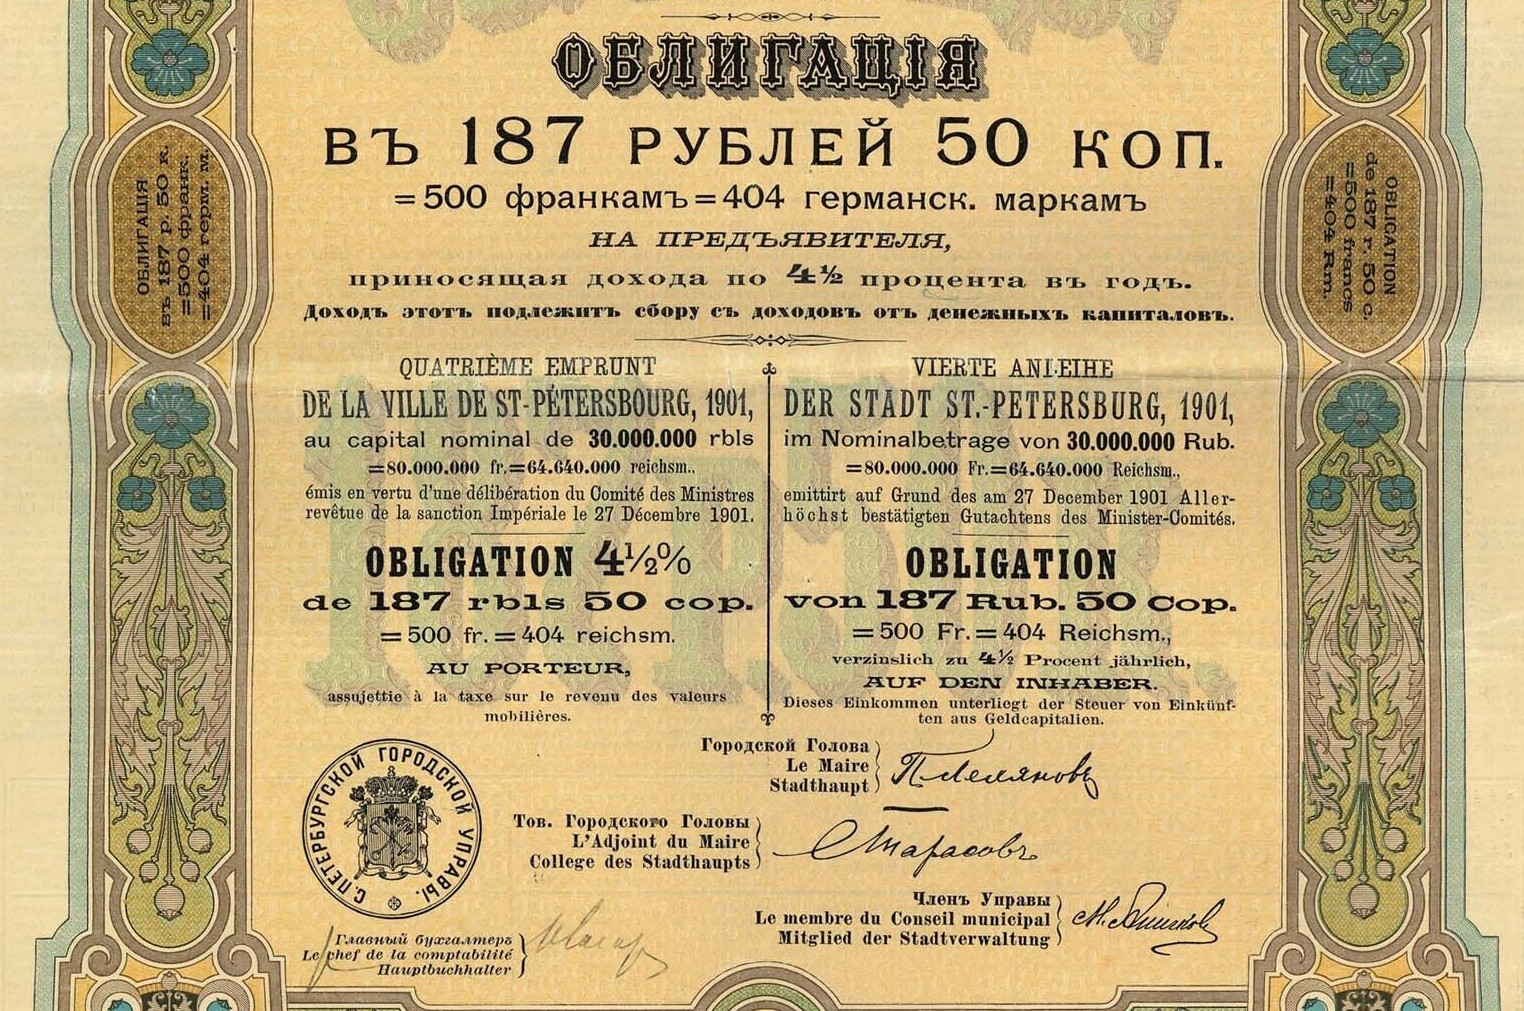 ОБЛИГАЦІЯ
ВЪ 187 РУБЛЕЙ 50 КОП.
=500 франкамъ=404 германск. маркамъ
НА ПРЕДЪЯВИТЕЛЯ,
приносящая дохода по 4½ процента въ годъ.
Доходъ этотъ подлежитъ сбору съ доходовъ отъ денежныхъ капиталовъ.
ОБЛИГАЦІЯ
въ 187 р. 50 к.
=500 франк.
=404 герм. м.
OBLIGATION
de 187 r. 50 c.
=500 francs
=404 Rm.
QUATRIÈME EMPRUNT
DE LA VILLE DE ST-PÉTERSBOURG, 1901,
au capital nominal de 30.000.000 rbls
=80.000.000 fr.=64.640.000 reichsm.,
émis en vertu d'une délibération du Comité des Ministres
revêtue de la sanction Impériale le 27 Décembre 1901.
OBLIGATION 4½%
de 187 rbls 50 cop.
=500 fr.=404 reichsm.
AU PORTEUR,
assujettie à la taxe sur le revenu des valeurs
mobilières.
VIERTE ANLEIHE
DER STADT ST.-PETERSBURG, 1901,
im Nominalbetrage von 30.000.000 Rub.
=80.000.000 Fr.=64.640.000 Reichsm.,
emittirt auf Grund des am 27 December 1901 Aller-
höchst bestätigten Gutachtens des Minister-Comités.
OBLIGATION
von 187 Rub. 50 Cop.
=500 Fr.=404 Reichsm.,
verzinslich zu 4½ Procent jährlich,
AUF DEN INHABER.
Dieses Einkommen unterliegt der Steuer von Einkünf-
ten aus Geldcapitalien.
С. ПЕТЕРБУРГСКОЙ ГОРОДСКОЙ УПРАВЫ.
Городской Голова
Le Maire
Stadthaupt
П Леляновъ
Тов. Городского Головы
L'Adjoint du Maire
College des Stadthaupts
Тарасовъ
Членъ Управы
Le membre du Conseil municipal
Mitglied der Stadtverwaltung
Главный бухгалтеръ
Le chef de la comptabilité
Hauptbuchhalter